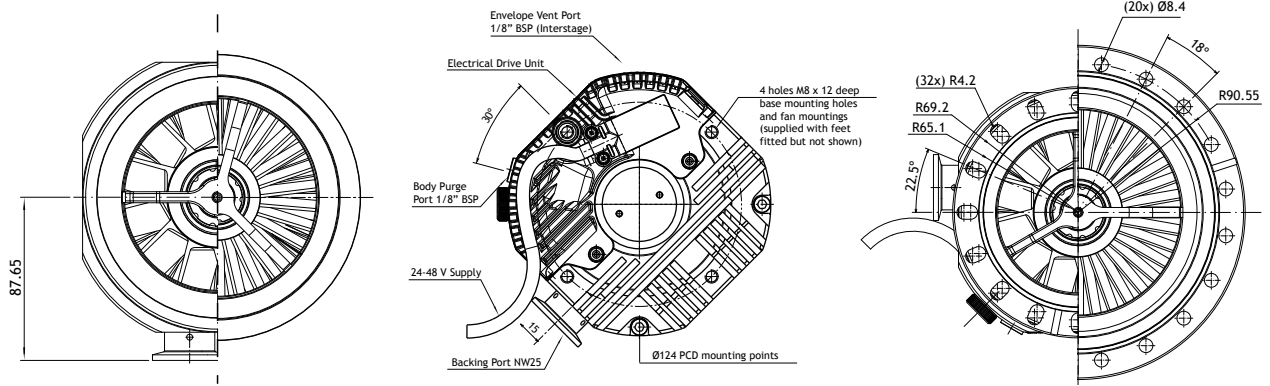 87.65
Envelope Vent Port
1/8” BSP (Interstage)
Electrical Drive Unit
30°
4 holes M8 x 12 deep
base mounting holes
and fan mountings
(supplied with feet
fitted but not shown)
Body Purge
Port 1/8” BSP
24-48 V Supply
15
Backing Port NW25
Ø124 PCD mounting points
(20x) Ø8.4
18°
(32x) R4.2
R90.55
R69.2
R65.1
22.5°